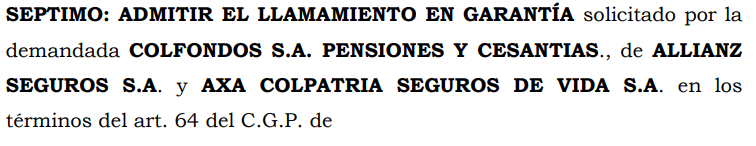 SEPTIMO: ADMITIR EL LLAMAMIENTO EN GARANTÍA solicitado por la
demandada COLFONDOS S.A. PENSIONES Y CESANTIAS., de ALLIANZ
SEGUROS S.A. y AXA COLPATRIA SEGUROS DE VIDA S.A. en los
términos del art. 64 del C.G.P. de